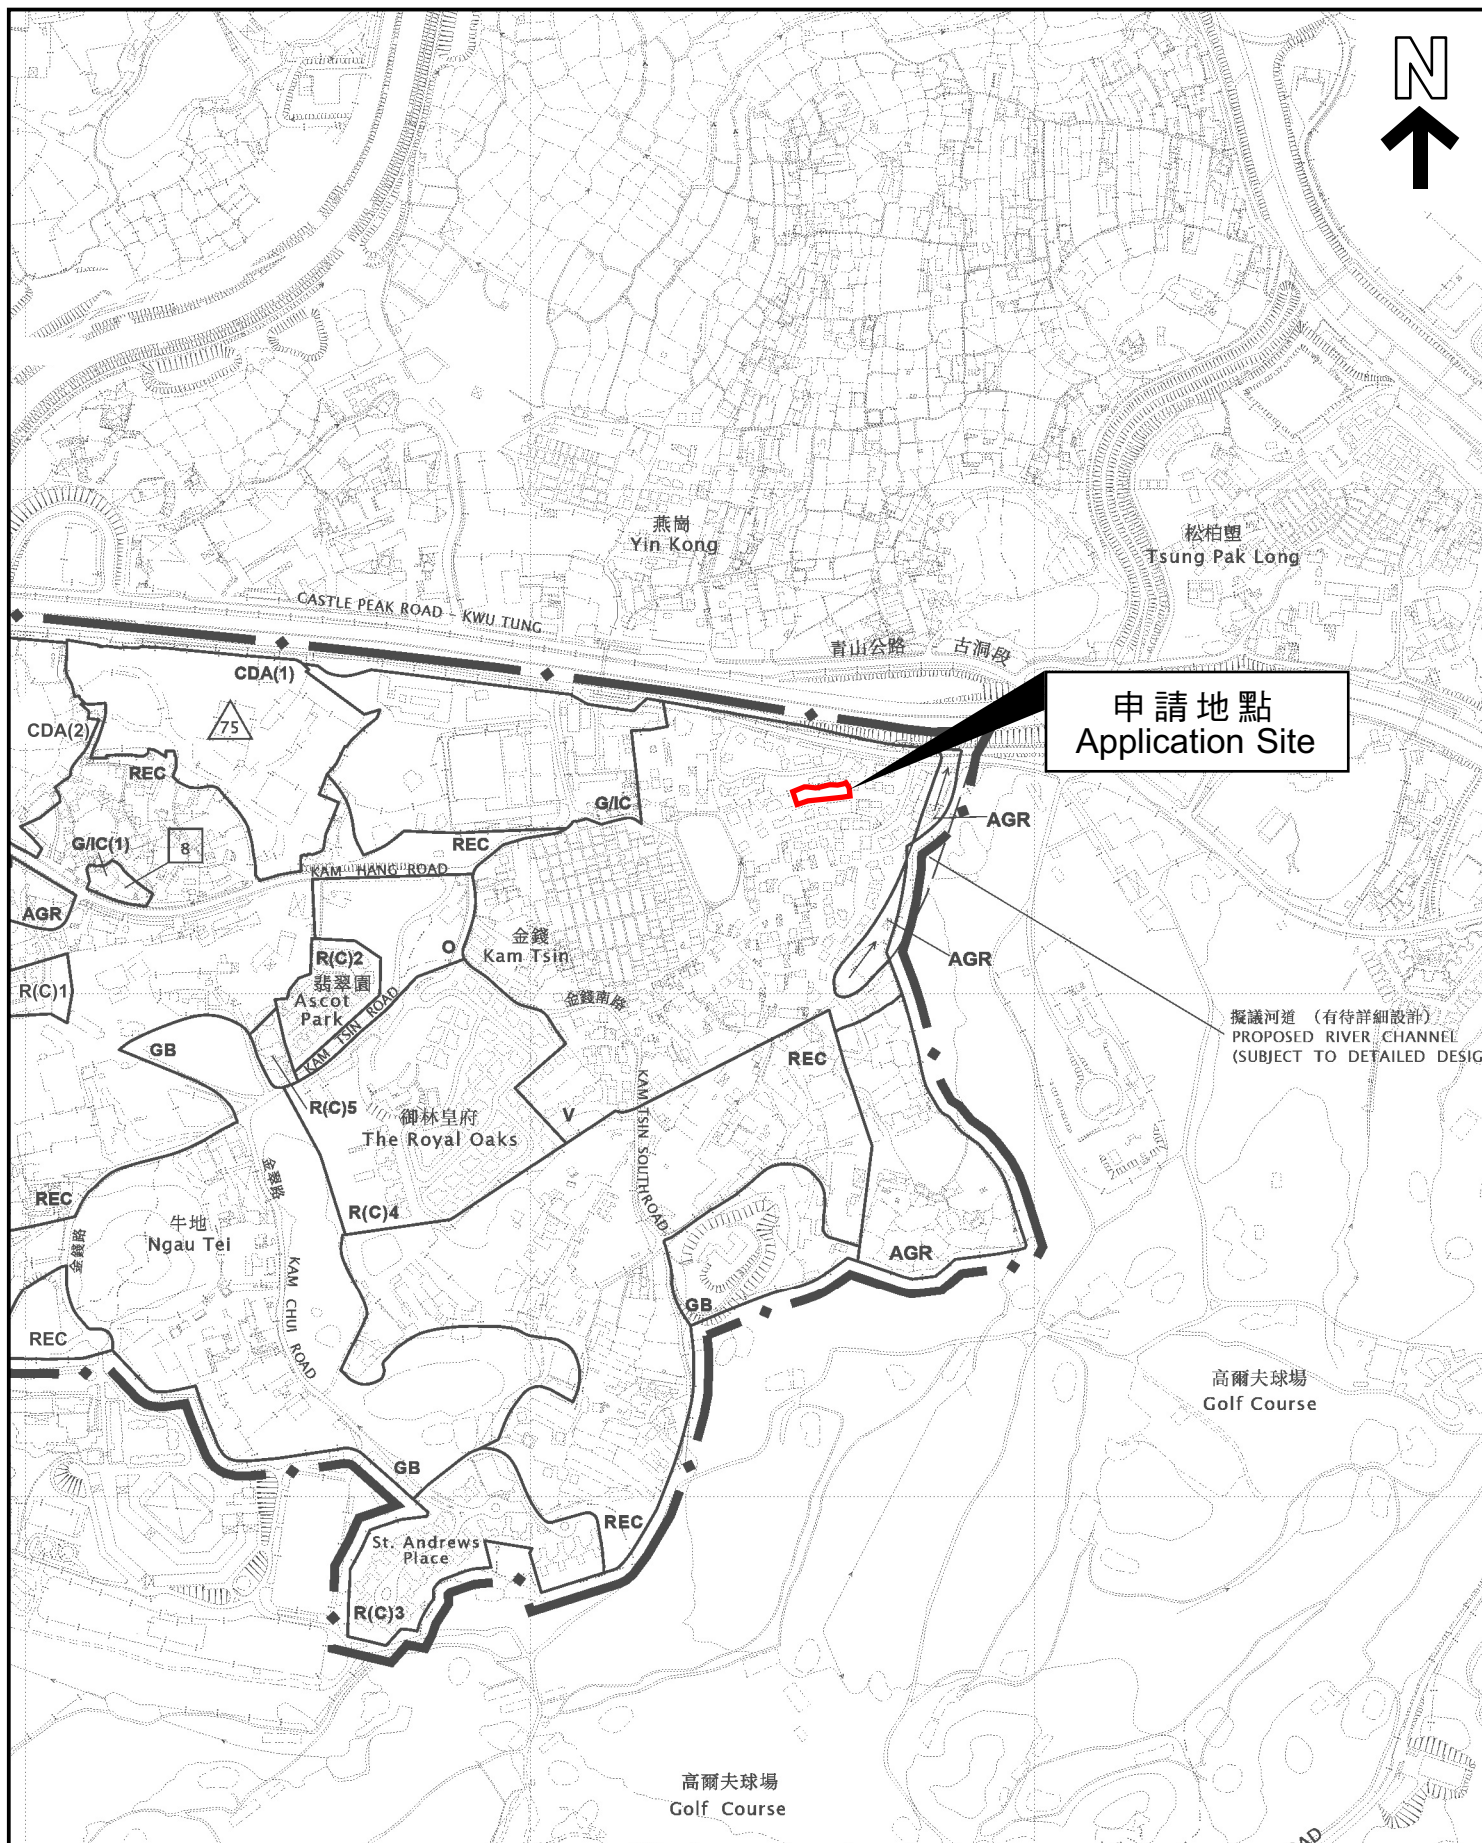 N
燕崗
Yin Kong
松柏塱
Tsung Pak Long
CASTLE PEAK ROAD - KWU TUNG
青山公路 - 古洞段
申請地點
Application Site
CDA(1)
75
CDA(2)
REC
G/IC
G/IC(1)
8
REC
KAM HANG ROAD
AGR
AGR
O
金錢
Kam Tsin
R(C)2
翡翠園
Ascot
Park
AGR
R(C)1
KAM TSIN ROAD
金錢南路
擬議河道 （有待詳細設計）
PROPOSED RIVER CHANNEL
(SUBJECT TO DETAILED DESIG
GB
REC
R(C)5
御林皇府
The Royal Oaks
V
KAM TSIN SOUTH ROAD
金翠路
REC
R(C)4
牛地
Ngau Tei
金錢路
AGR
KAM CHUI ROAD
GB
REC
高爾夫球場
Golf Course
GB
REC
St. Andrews
Place
R(C)3
高爾夫球場
Golf Course